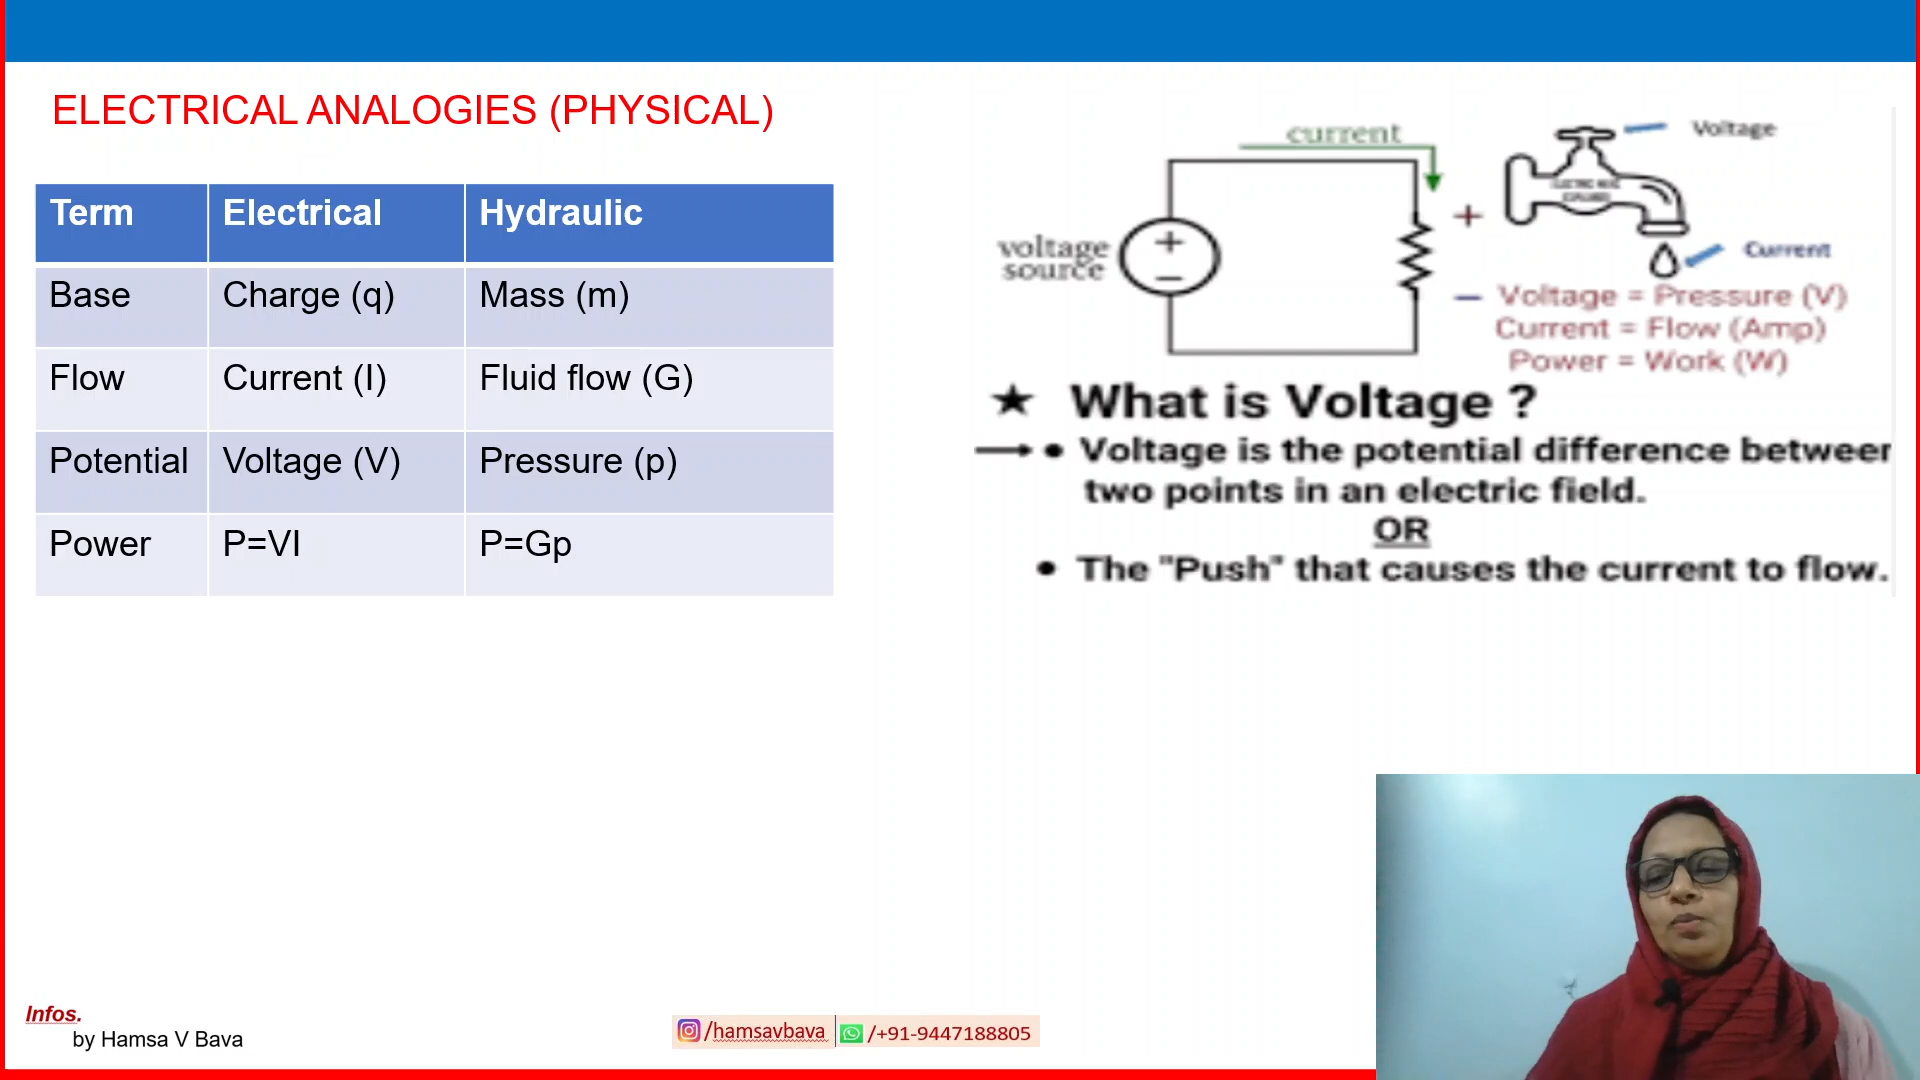 ELECTRICAL ANALOGIES (PHYSICAL)
Term Electrical Hydraulic
Base Charge (q) Mass (m)
Flow Current (I) Fluid flow (G)
Potential Voltage (V) Pressure (p)
Power P=VI P=Gp
current
voltage
source
+
−
+
−
Voltage
Current
Voltage = Pressure (V)
Current = Flow (Amp)
Power = Work (W)
★ What is Voltage ?
• Voltage is the potential difference between
two points in an electric field.
OR
• The "Push" that causes the current to flow.
Infos.
by Hamsa V Bava
/hamsavbava /+91-9447188805